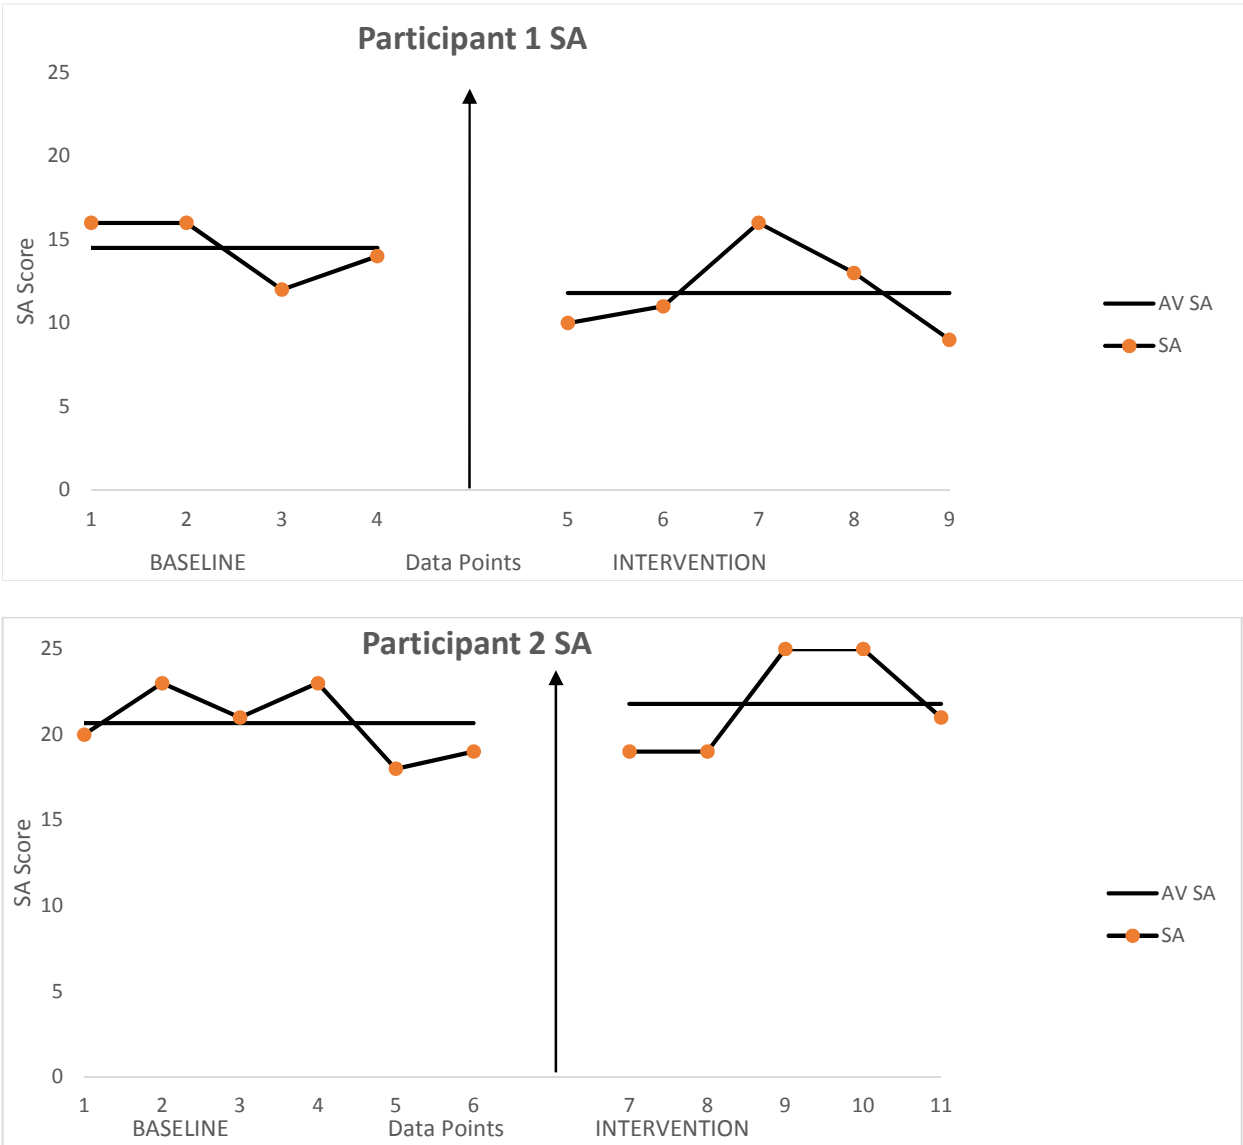 Participant 1 SA
25
20
15
10
5
0
SA Score
1 2 3 4 5 6 7 8 9
BASELINE Data Points INTERVENTION
AV SA
SA
Participant 2 SA
25
20
15
10
5
0
SA Score
1 2 3 4 5 6 7 8 9 10 11
BASELINE Data Points INTERVENTION
AV SA
SA